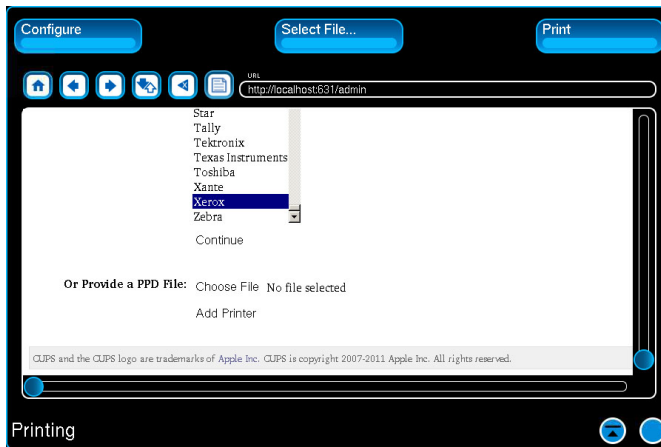 Configure
Select File...
Print
URL
http://localhost:631/admin
Star
Tally
Tektronix
Texas Instruments
Toshiba
Xante
Xerox
Zebra
Continue
Or Provide a PPD File: Choose File No file selected
Add Printer
CUPS and the CUPS logo are trademarks of Apple Inc. CUPS is copyright 2007-2011 Apple Inc. All rights reserved.
Printing